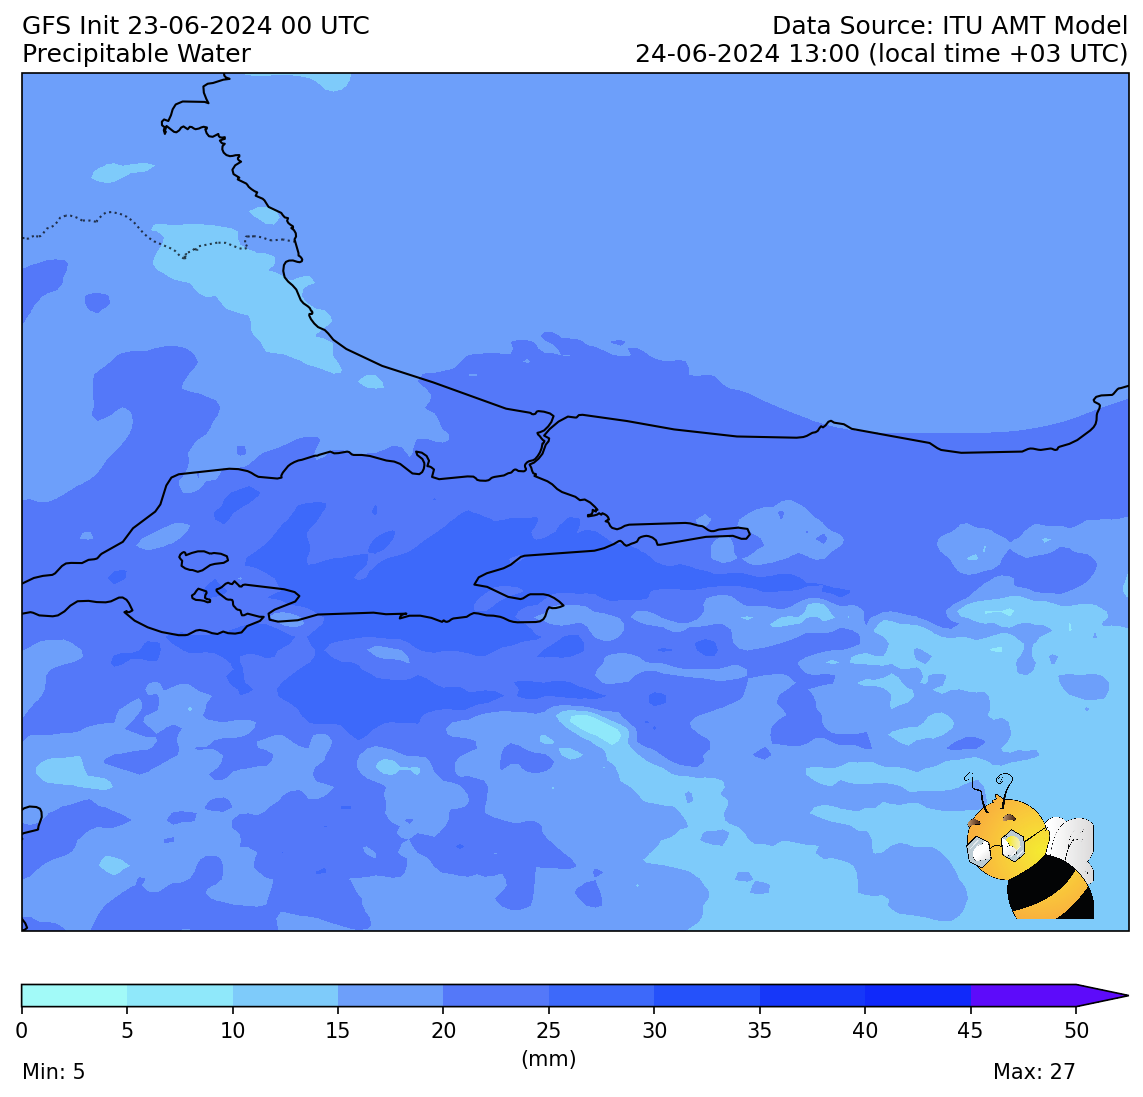 GFS Init 23-06-2024 00 UTC
Data Source: ITU AMT Model
Precipitable Water
24-06-2024 13:00 (local time +03 UTC)
0 5 10 15 20 25 30 35 40 45 50
(mm)
Min: 5
Max: 27